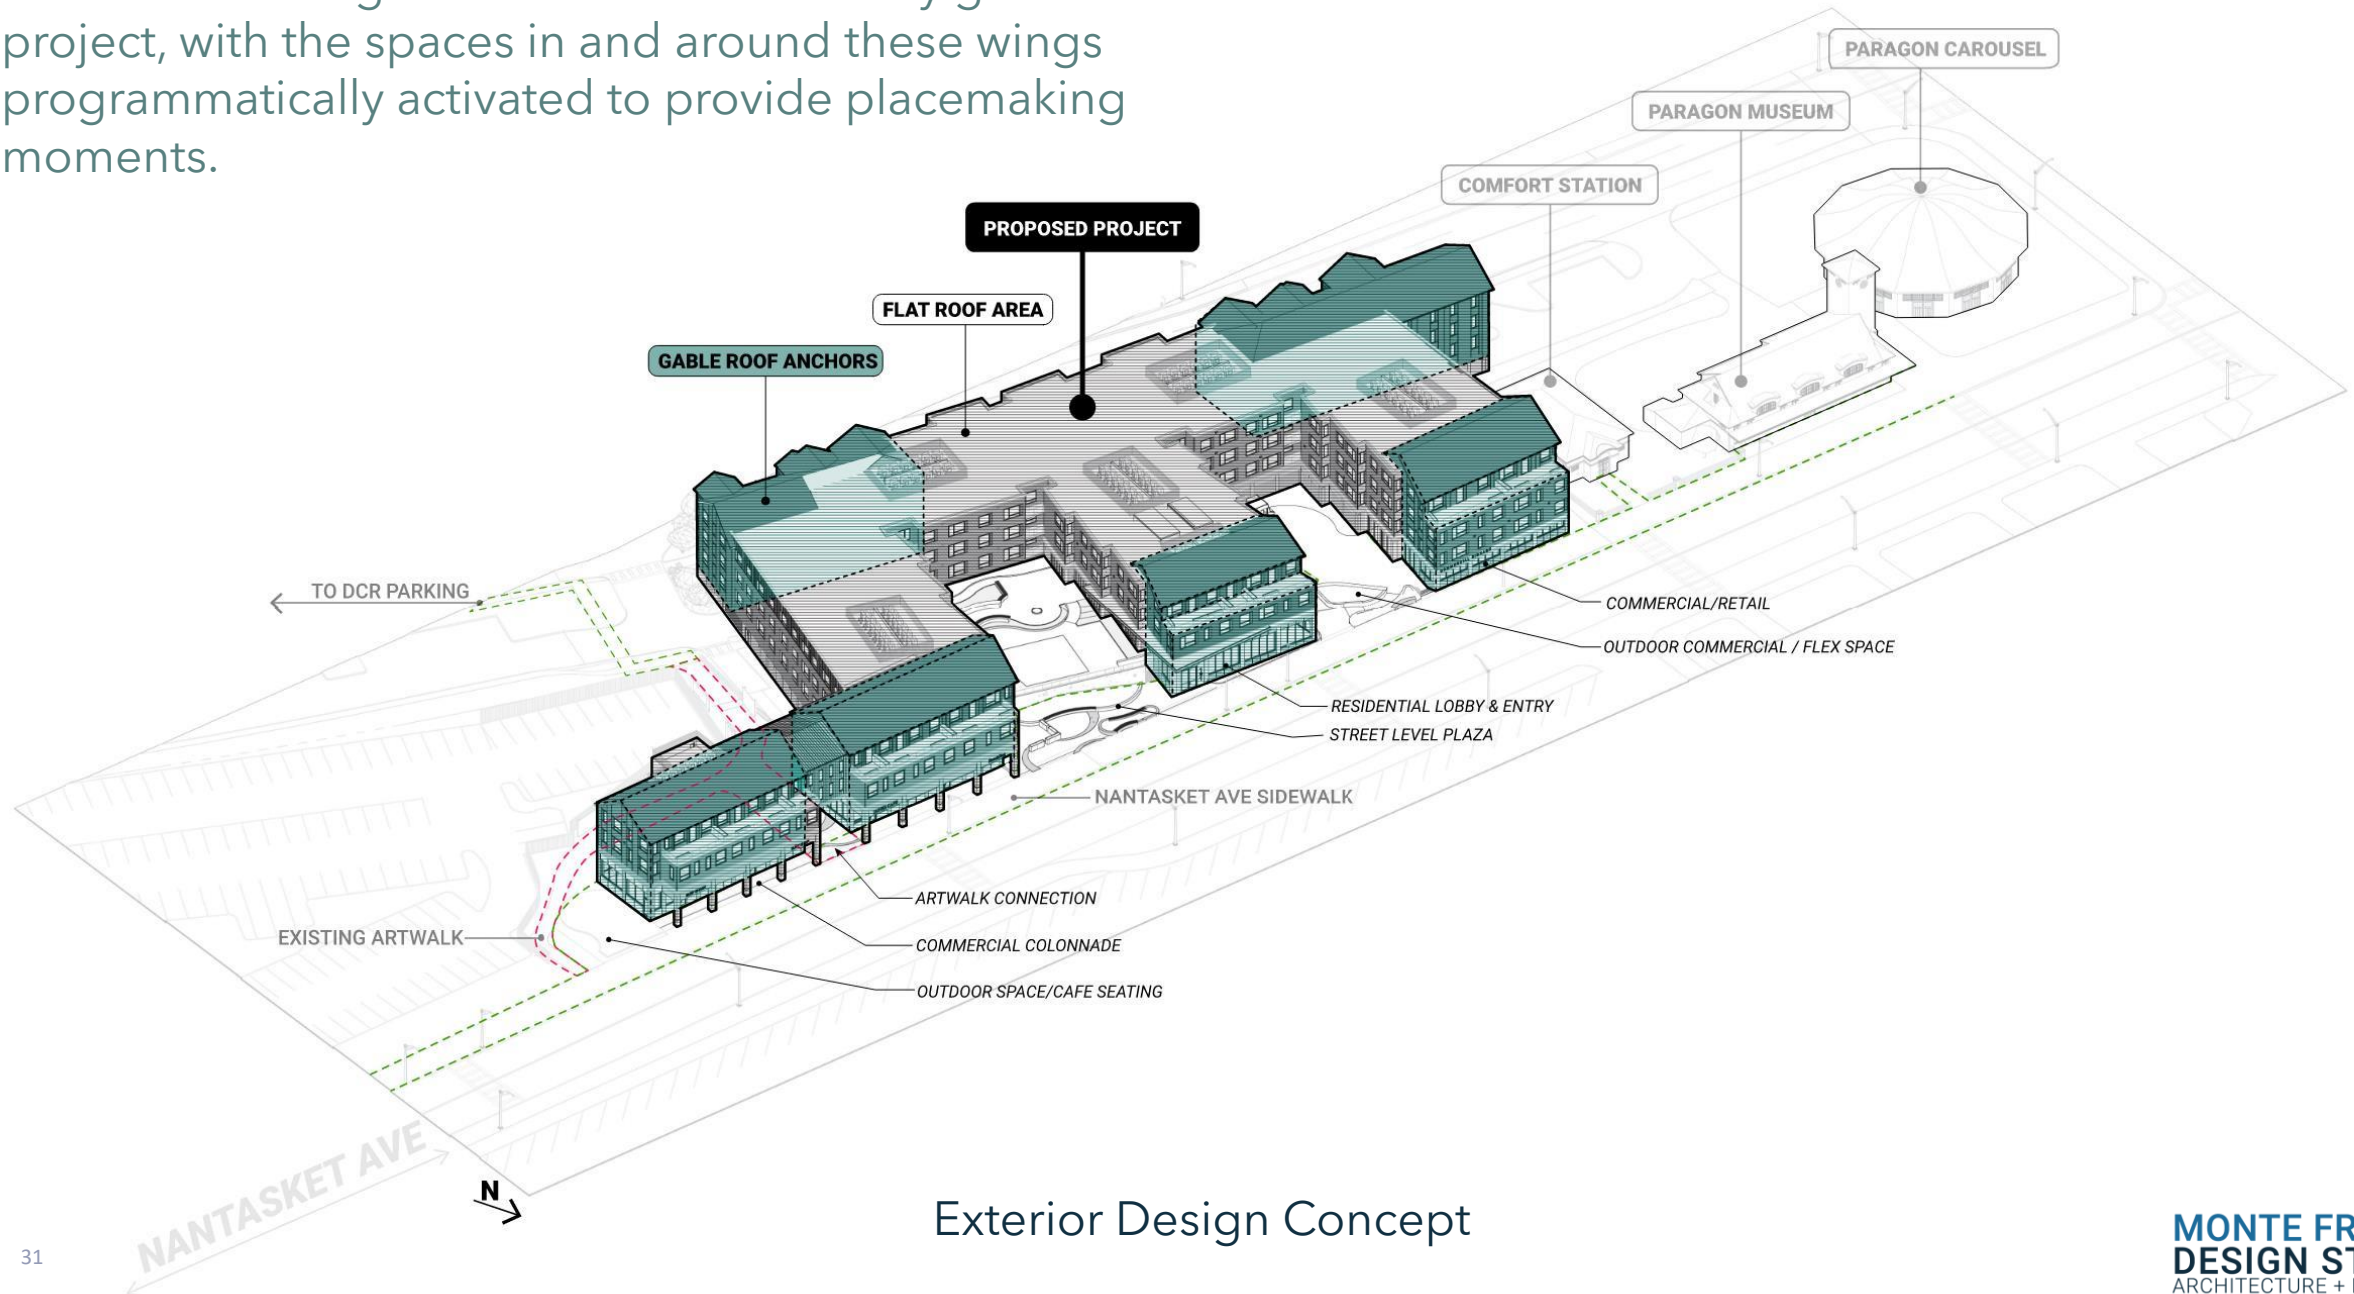 project, with the spaces in and around these wings
programmatically activated to provide placemaking
moments.
PARAGON CAROUSEL
PARAGON MUSEUM
COMFORT STATION
PROPOSED PROJECT
FLAT ROOF AREA
GABLE ROOF ANCHORS
TO DCR PARKING
COMMERCIAL/RETAIL
OUTDOOR COMMERCIAL / FLEX SPACE
RESIDENTIAL LOBBY & ENTRY
STREET LEVEL PLAZA
NANTASKET AVE SIDEWALK
ARTWALK CONNECTION
EXISTING ARTWALK
COMMERCIAL COLONNADE
OUTDOOR SPACE/CAFE SEATING
NANTASKET AVE
N
Exterior Design Concept
31
MONTE FR
DESIGN ST
ARCHITECTURE +